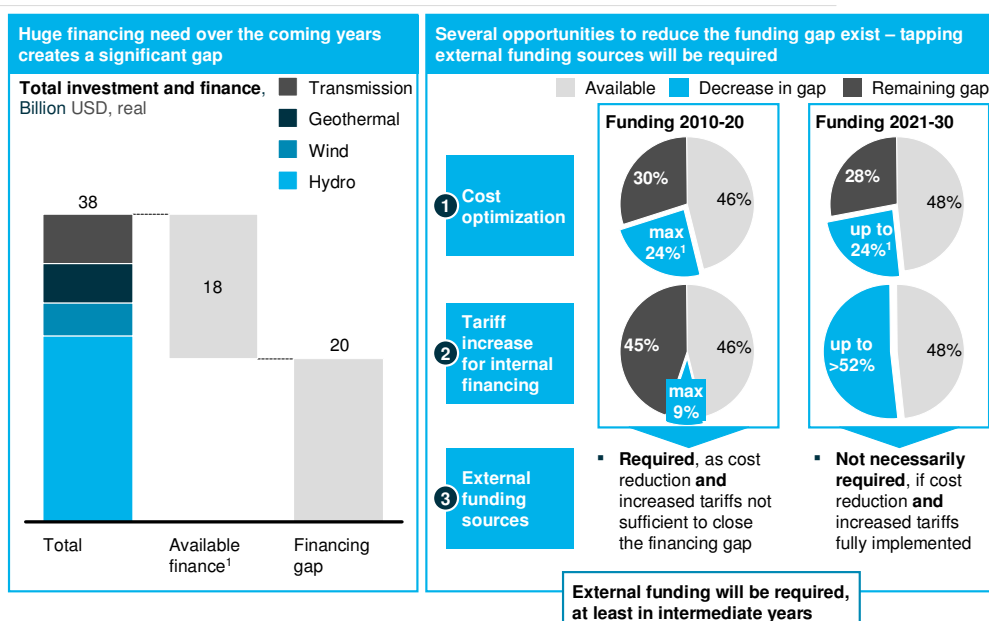 Huge financing need over the coming years
creates a significant gap
Total investment and finance,
Billion USD, real
Transmission
Geothermal
Wind
Hydro
38
18
20
Total
Available
finance1
Financing
gap
Several opportunities to reduce the funding gap exist – tapping
external funding sources will be required
Available
Decrease in gap
Remaining gap
Funding 2010-20
Funding 2021-30
1
Cost
optimization
30%
46%
max
24%1
28%
48%
up to
24%1
2
Tariff
increase
for internal
financing
45%
46%
max
9%
up to
>52%
48%
3
External
funding
sources
▪ Required, as cost
reduction and
increased tariffs not
sufficient to close
the financing gap
▪ Not necessarily
required, if cost
reduction and
increased tariffs
fully implemented
External funding will be required,
at least in intermediate years